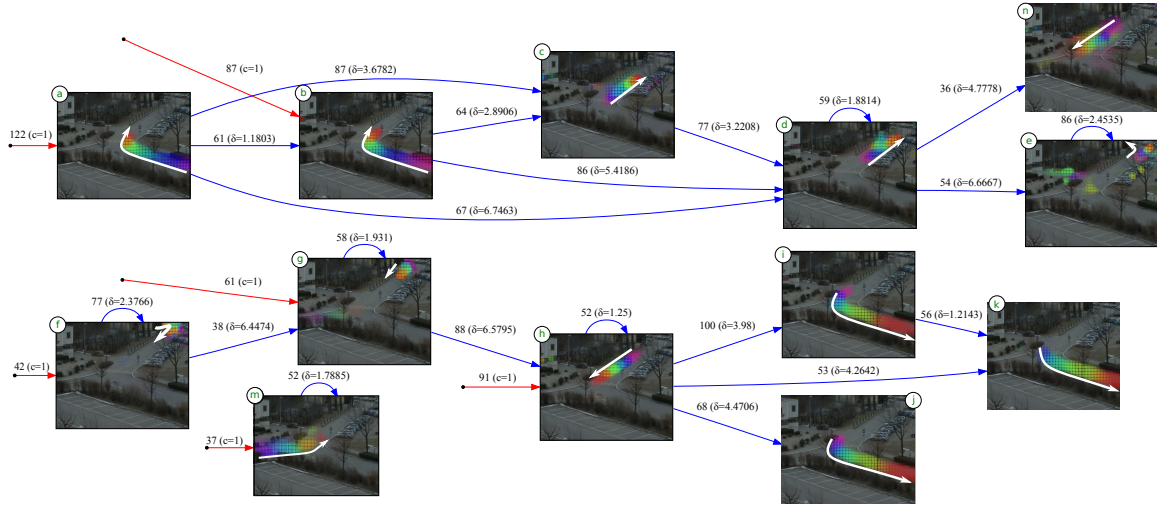 n
c
87 (c=1)
87 (δ=3.6782)
36 (δ=4.7778)
a
b
64 (δ=2.8906)
59 (δ=1.8814)
86 (δ=2.4535)
122 (c=1)
61 (δ=1.1803)
77 (δ=3.2208)
d
e
86 (δ=5.4186)
54 (δ=6.6667)
67 (δ=6.7463)
58 (δ=1.931)
g
i
61 (c=1)
77 (δ=2.3766)
f
38 (δ=6.4474)
88 (δ=6.5795)
52 (δ=1.25)
h
100 (δ=3.98)
56 (δ=1.2143)
k
42 (c=1)
91 (c=1)
53 (δ=4.2642)
52 (δ=1.7885)
m
68 (δ=4.4706)
j
37 (c=1)